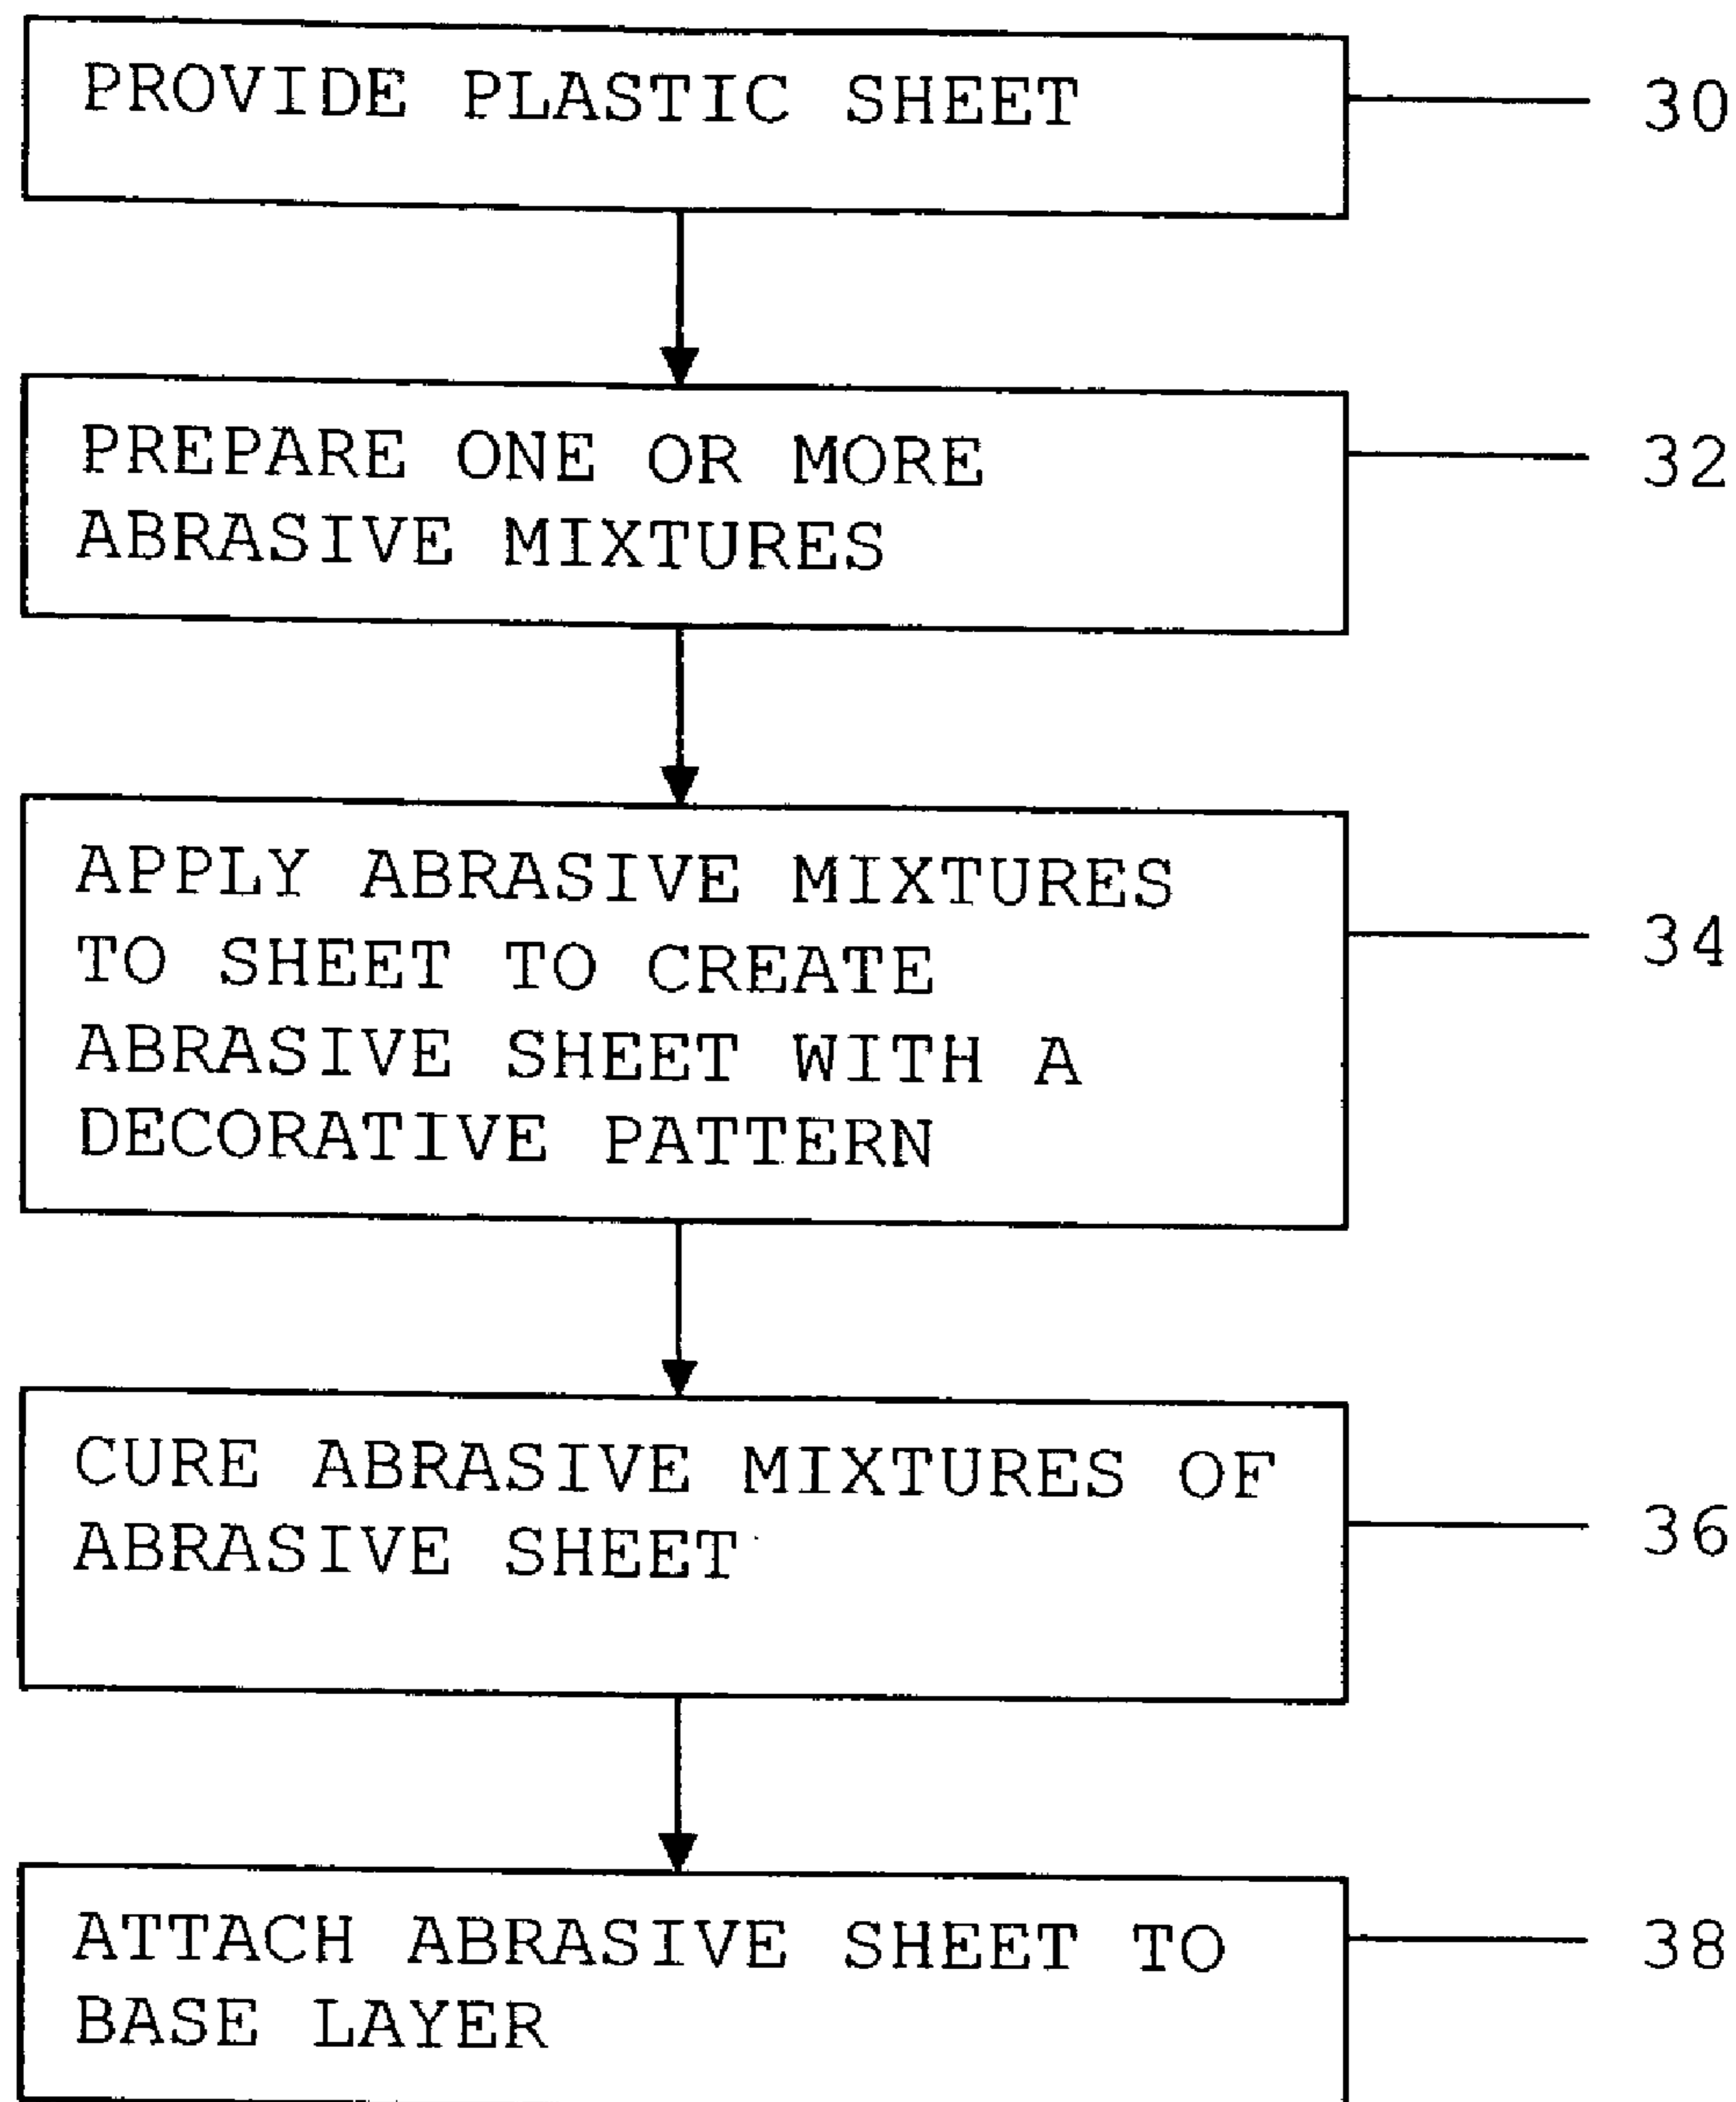 PROVIDE PLASTIC SHEET
30
PREPARE ONE OR MORE
ABRASIVE MIXTURES
32
APPLY ABRASIVE MIXTURES
TO SHEET TO CREATE
ABRASIVE SHEET WITH A
DECORATIVE PATTERN
34
CURE ABRASIVE MIXTURES OF
ABRASIVE SHEET
36
ATTACH ABRASIVE SHEET TO
BASE LAYER
38